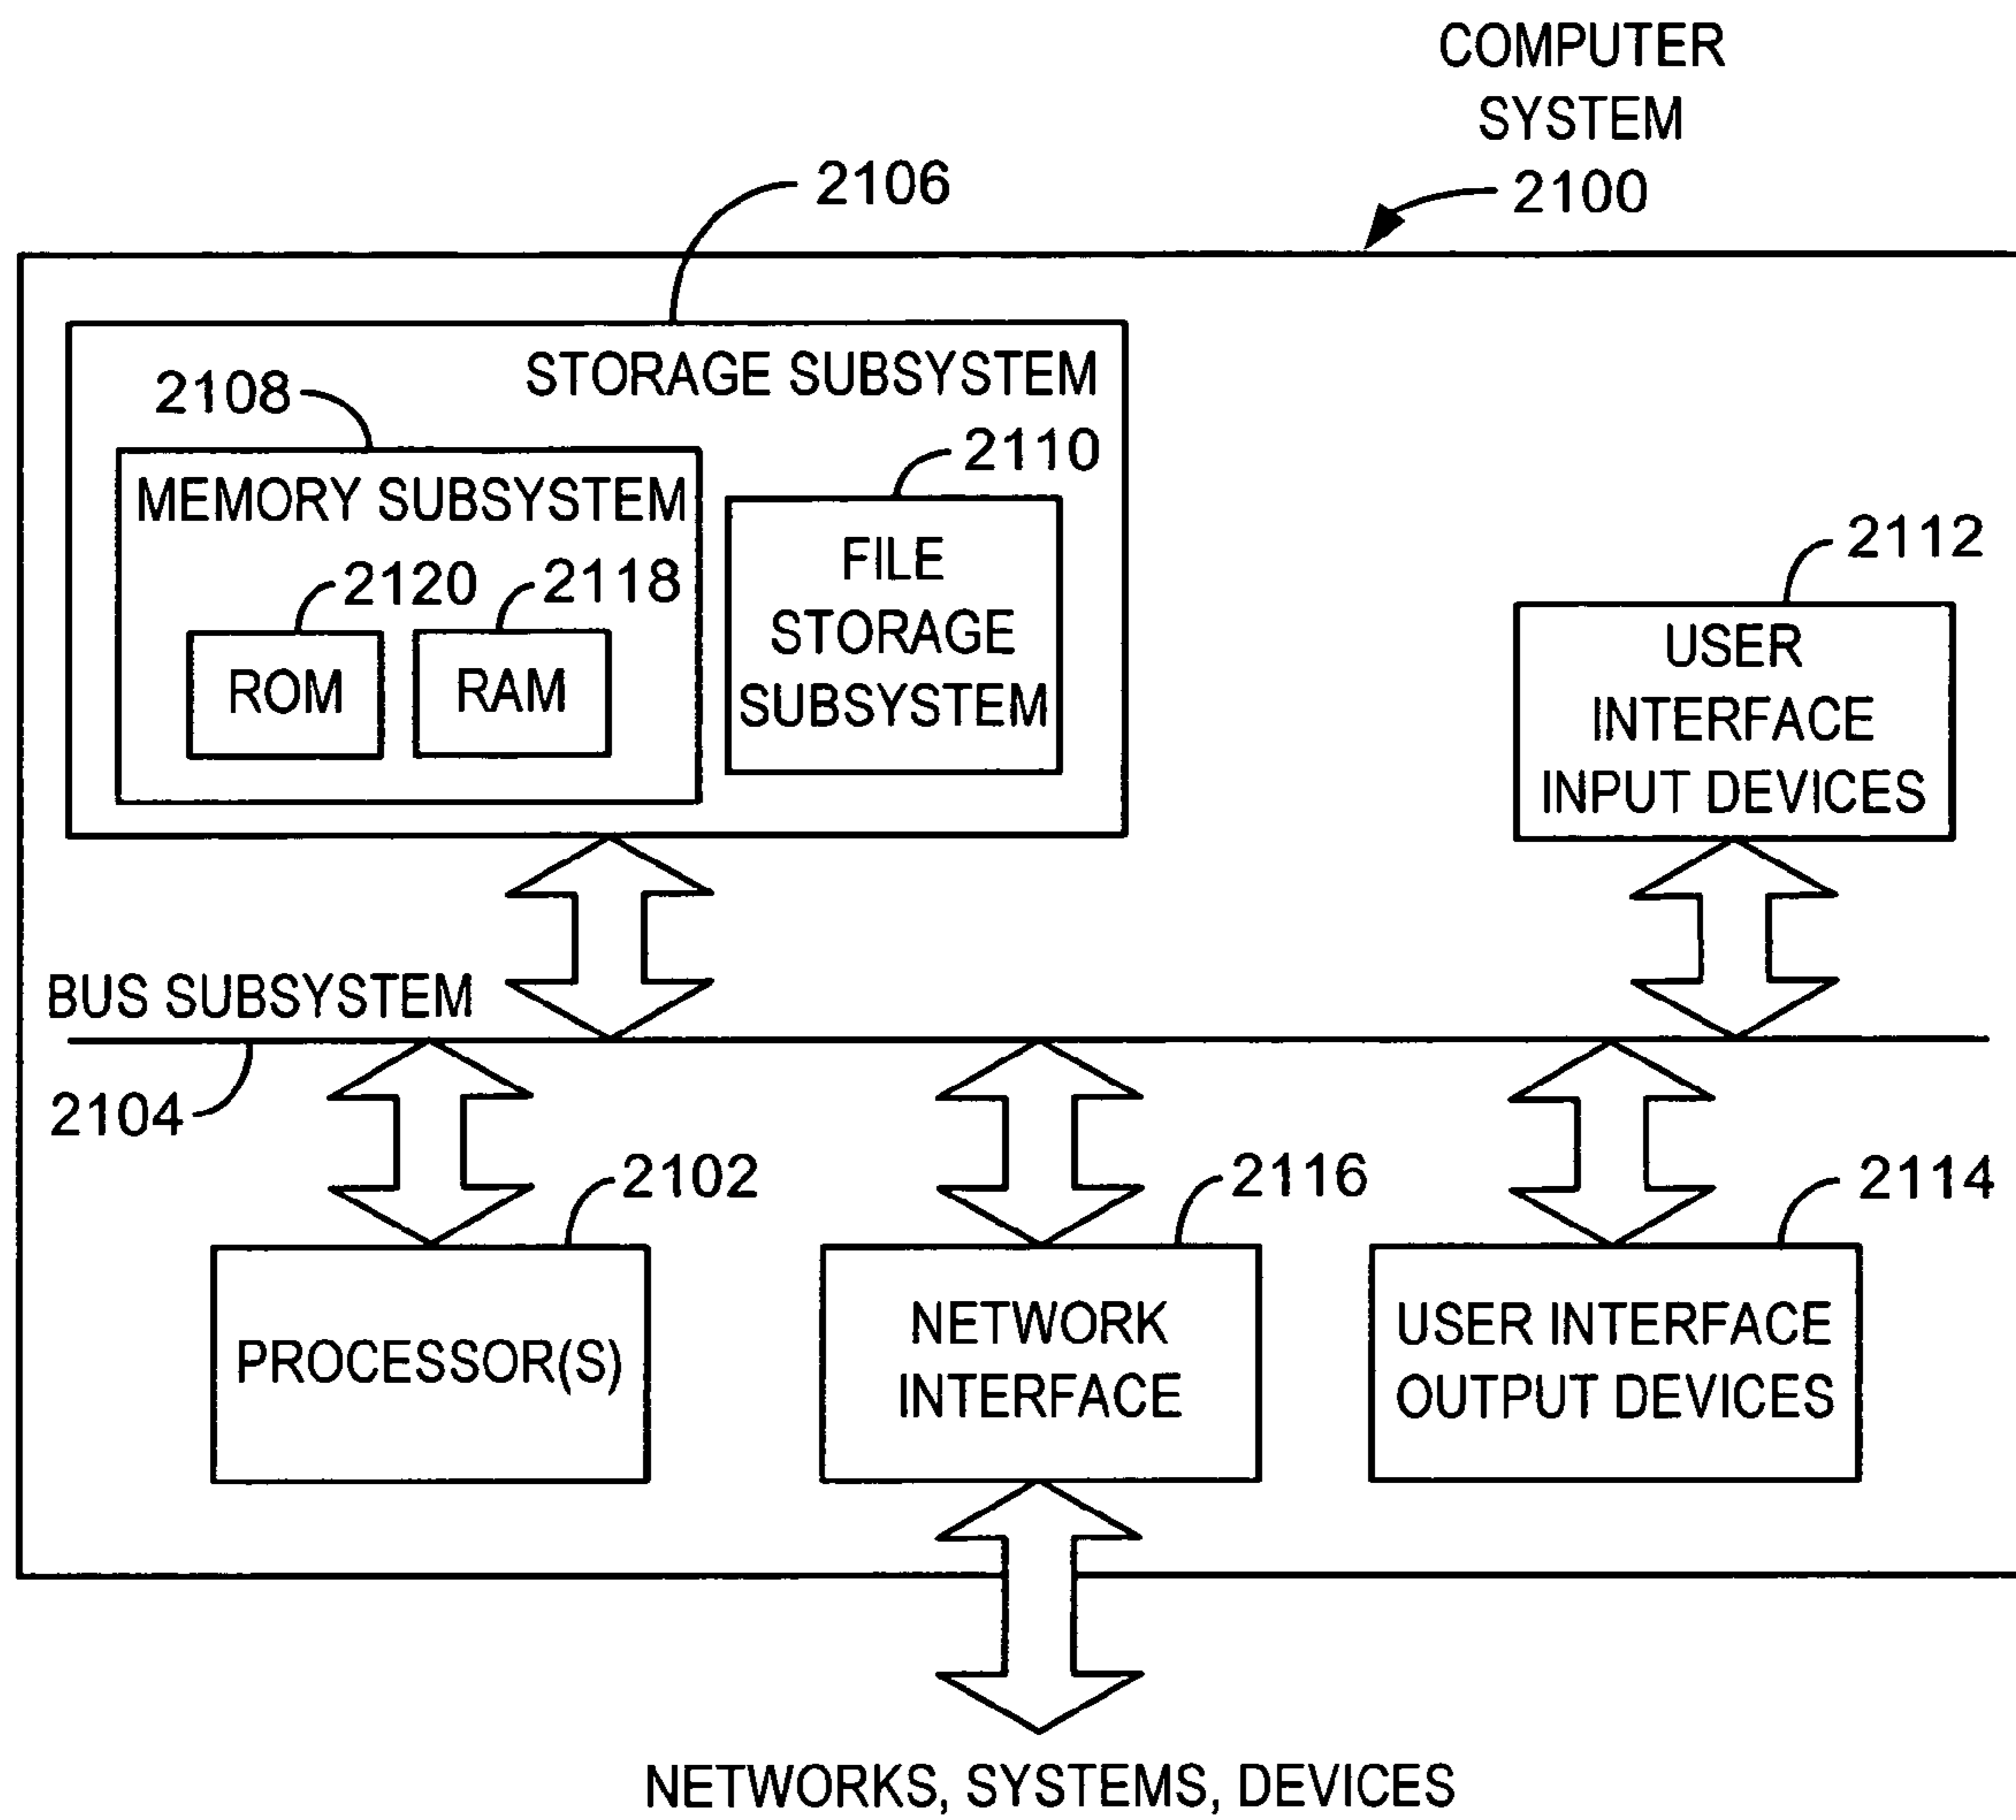 COMPUTER
SYSTEM
2100
2106
STORAGE SUBSYSTEM
2108
2110
MEMORY SUBSYSTEM
2120
2118
ROM
RAM
FILE
STORAGE
SUBSYSTEM
2112
USER
INTERFACE
INPUT DEVICES
BUS SUBSYSTEM
2104
2102
2116
2114
PROCESSOR(S)
NETWORK
INTERFACE
USER INTERFACE
OUTPUT DEVICES
NETWORKS, SYSTEMS, DEVICES